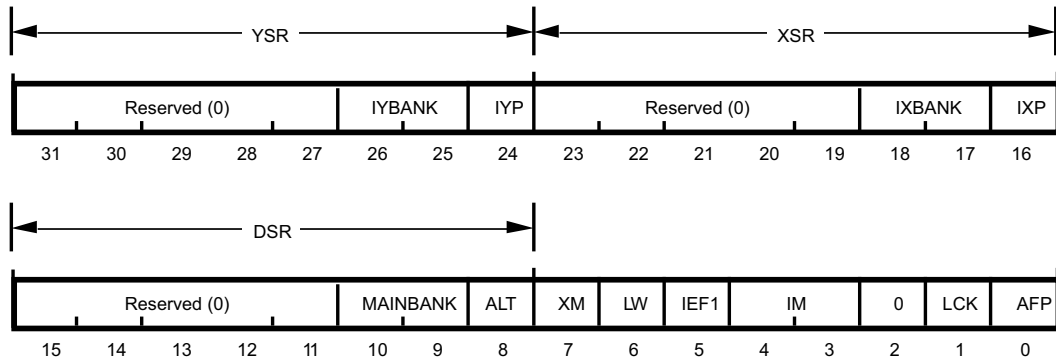 YSR XSR
Reserved (0) IYBANK IYP Reserved (0) IXBANK IXP
31 30 29 28 27 26 25 24 23 22 21 20 19 18 17 16
DSR
Reserved (0) MAINBANK ALT XM LW IEF1 IM 0 LCK AFP
15 14 13 12 11 10 9 8 7 6 5 4 3 2 1 0